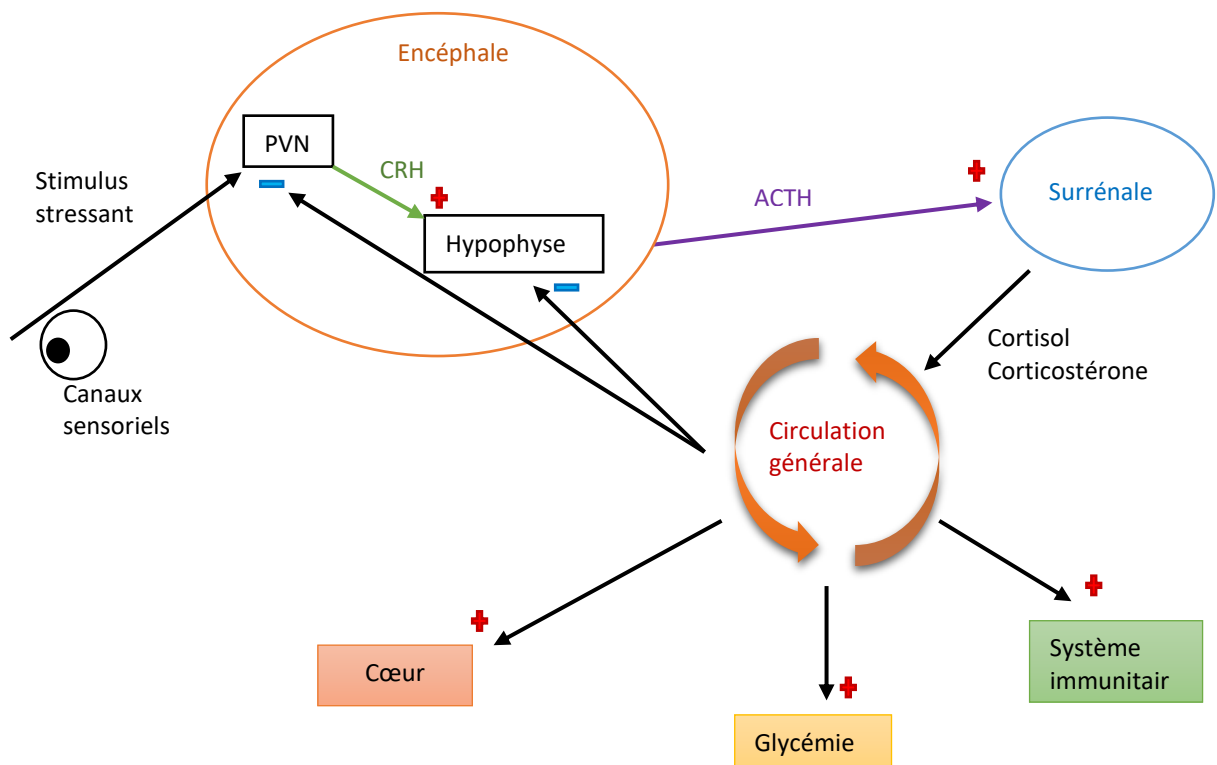 Encéphale
PVN
CRH
Stimulus
stressant
ACTH
Surrénale
Hypophyse
Canaux
sensoriels
Cortisol
Corticostérone
Circulation
générale
Cœur
Système
immunitair
Glycémie